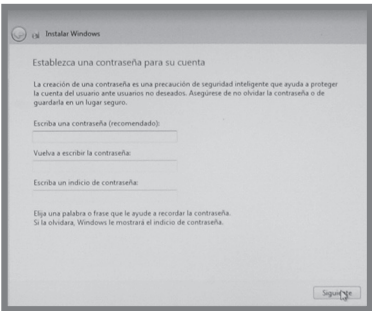 Instalar Windows
Establezca una contraseña para su cuenta
La creación de una contraseña es una precaución de seguridad inteligente que ayuda a proteger
la cuenta del usuario ante usuarios no deseados. Asegúrese de no olvidar la contraseña o de
guardarla en un lugar seguro.
Escriba una contraseña (recomendado):
Vuelva a escribir la contraseña:
Escriba un indicio de contraseña:
Elija una palabra o frase que le ayude a recordar la contraseña.
Si la olvidara, Windows le mostrará el indicio de contraseña.
Siguiente